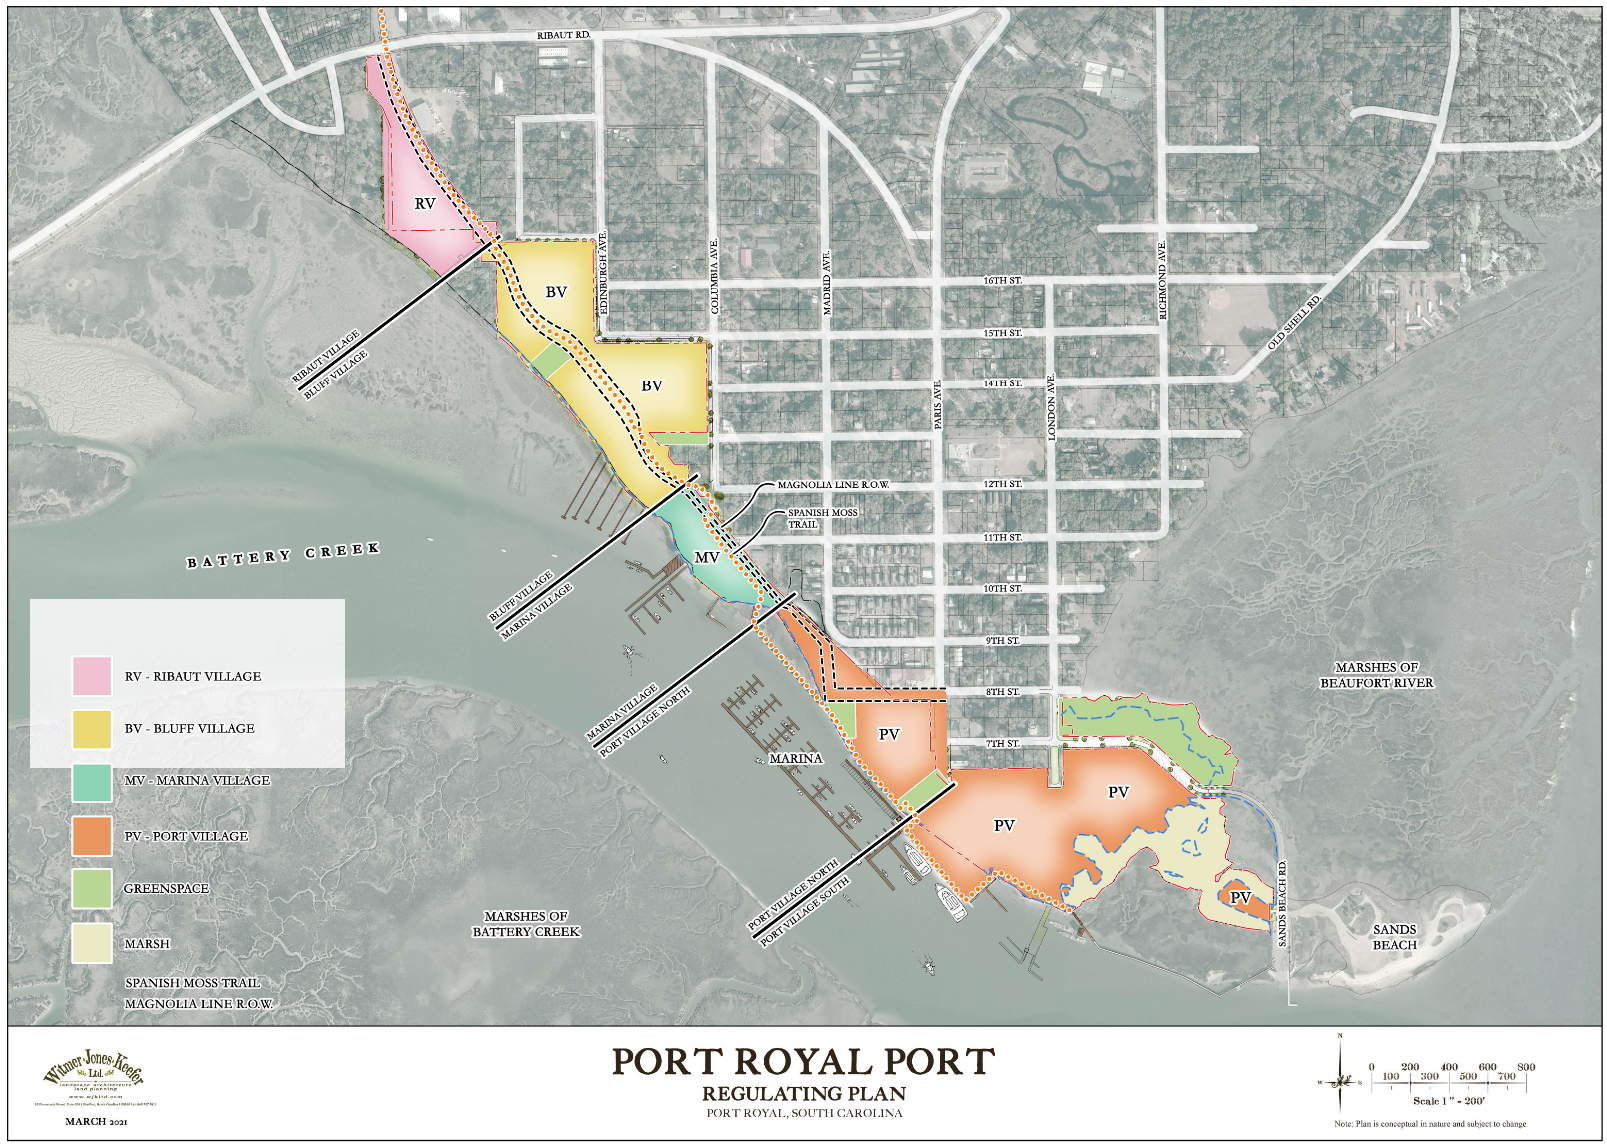 RIBAUT RD.
RV
EDINBURGH AVE.
COLUMBIA AVE.
MADRID AVE.
RICHMOND AVE.
16TH ST.
BV
OLD SHELL RD.
15TH ST.
RIBAUT VILLAGE
BLUFF VILLAGE
BV
PARIS AVE.
14TH ST.
LONDON AVE.
MAGNOLIA LINE R.O.W.
12TH ST.
SPANISH MOSS
TRAIL
11TH ST.
BATTERY CREEK
MV
BLUFF VILLAGE
MARINA VILLAGE
10TH ST.
9TH ST.
MARSHES OF
BEAUFORT RIVER
8TH ST.
MARINA VILLAGE
PORT VILLAGE NORTH
PV
7TH ST.
MARINA
PV
PV
PORT VILLAGE NORTH
PORT VILLAGE SOUTH
PV
SANDS BEACH RD.
SANDS
BEACH
MARSHES OF
BATTERY CREEK
RV - RIBAUT VILLAGE
BV - BLUFF VILLAGE
MV - MARINA VILLAGE
PV - PORT VILLAGE
GREENSPACE
MARSH
SPANISH MOSS TRAIL
MAGNOLIA LINE R.O.W.
Witmer·Jones·Keefer
Ltd.
landscape architecture
land planning
www.wjkltd.com
MARCH 2021
PORT ROYAL PORT
REGULATING PLAN
PORT ROYAL, SOUTH CAROLINA
N
W
0 200 400 600 800
100 300 500 700
Scale 1" = 200'
Note: Plan is conceptual in nature and subject to change